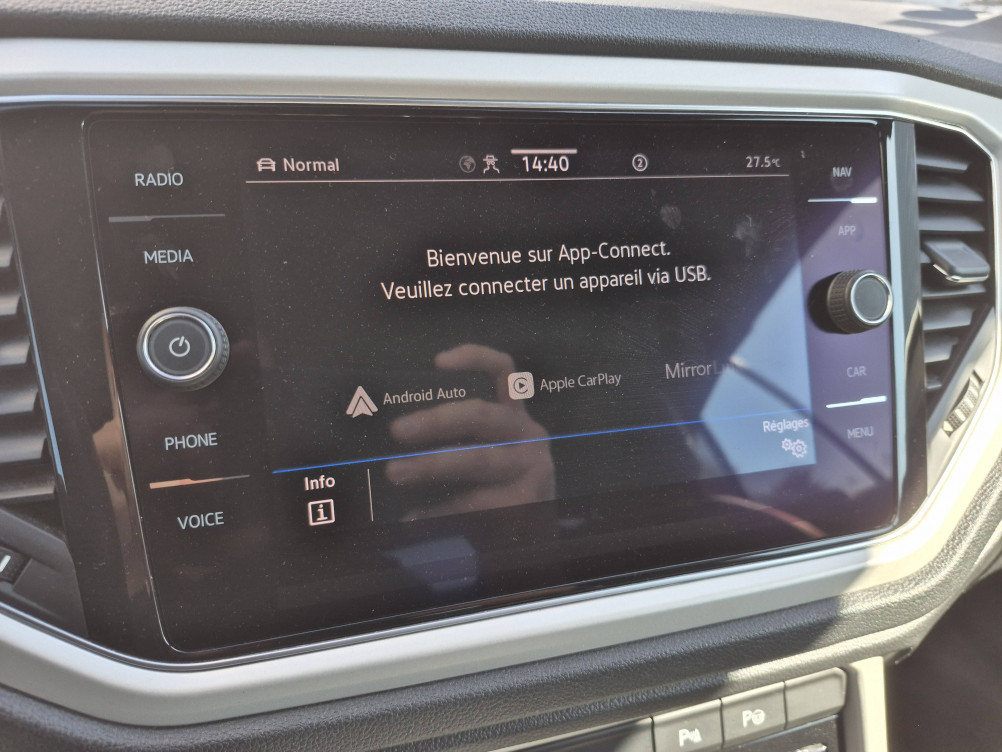 RADIO
MEDIA
PHONE
VOICE
Normal
14:40
2
27.5°C
Bienvenue sur App-Connect.
Veuillez connecter un appareil via USB.
Android Auto
Apple CarPlay
MirrorLink
Info
i
Réglages
NAV
APP
CAR
MENU
P
P